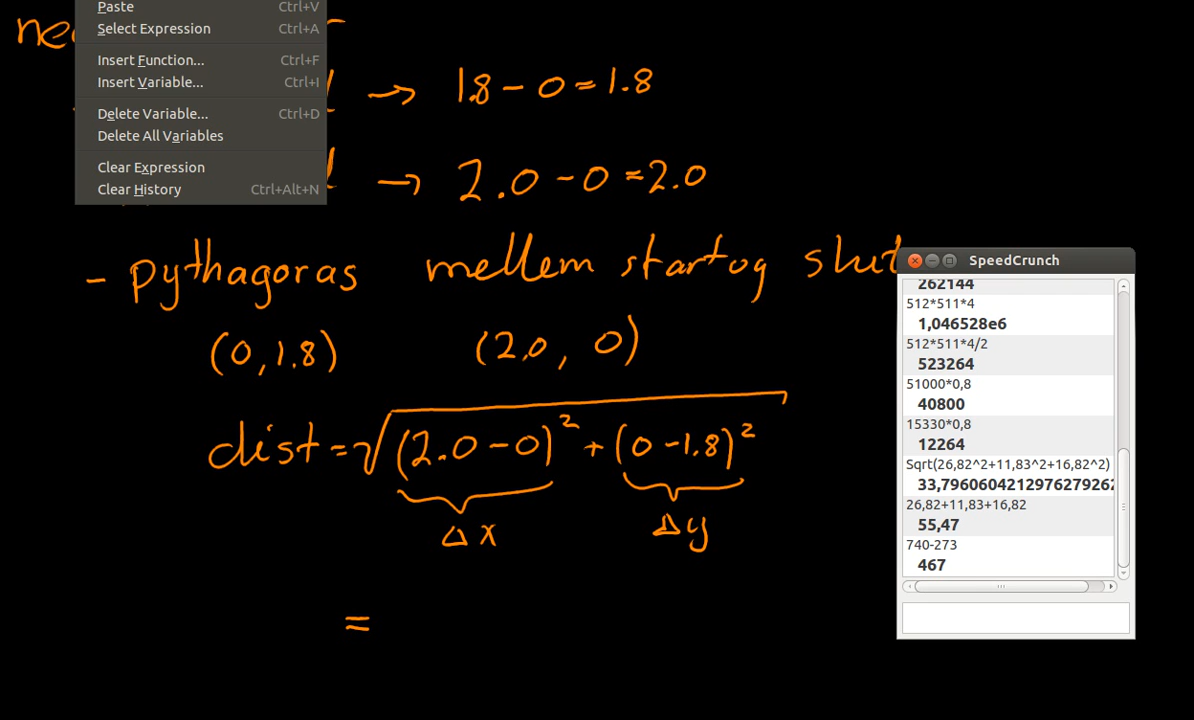 Paste Ctrl+V
Select Expression Ctrl+A
Insert Function... Ctrl+F
Insert Variable... Ctrl+I
Delete Variable... Ctrl+D
Delete All Variables
Clear Expression
Clear History Ctrl+Alt+N
→ 1.8 - 0 = 1.8
→ 2.0 - 0 = 2.0
- pythagoras mellem start og slut
(0, 1.8) (2.0, 0)
dist = √(2.0 - 0)² + (0 - 1.8)²
Δx Δy
=
SpeedCrunch
262144
512*511*4
1,046528e6
512*511*4/2
523264
51000*0,8
40800
15330*0,8
12264
Sqrt(26,82^2+11,83^2+16,82^2)
33,7960604212976279262
26,82+11,83+16,82
55,47
740-273
467